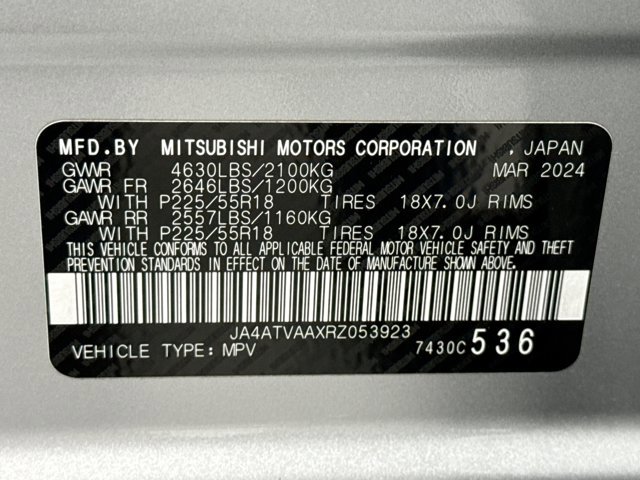 MFD.BY MITSUBISHI MOTORS CORPORATION , JAPAN
GVWR 4630LBS/2100KG MAR 2024
GAWR FR 2646LBS/1200KG
WITH P225/55R18 TIRES 18X7.0J RIMS
GAWR RR 2557LBS/1160KG
WITH P225/55R18 TIRES 18X7.0J RIMS
THIS VEHICLE CONFORMS TO ALL APPLICABLE FEDERAL MOTOR VEHICLE SAFETY AND THEFT
PREVENTION STANDARDS IN EFFECT ON THE DATE OF MANUFACTURE SHOWN ABOVE.
JA4ATVAAXRZ053923
VEHICLE TYPE: MPV 7430C 536